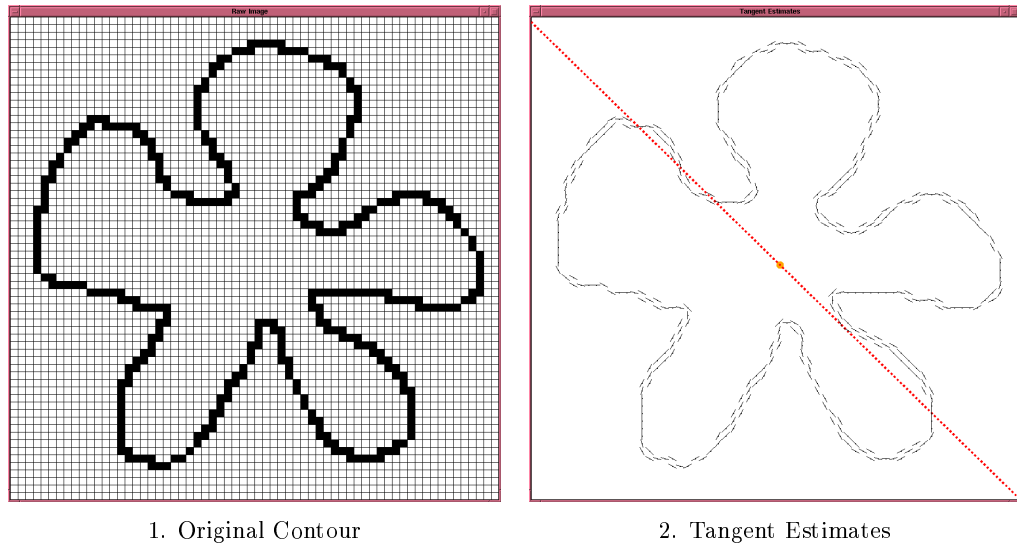 Raw Image
Tangent Estimates
1. Original Contour
2. Tangent Estimates